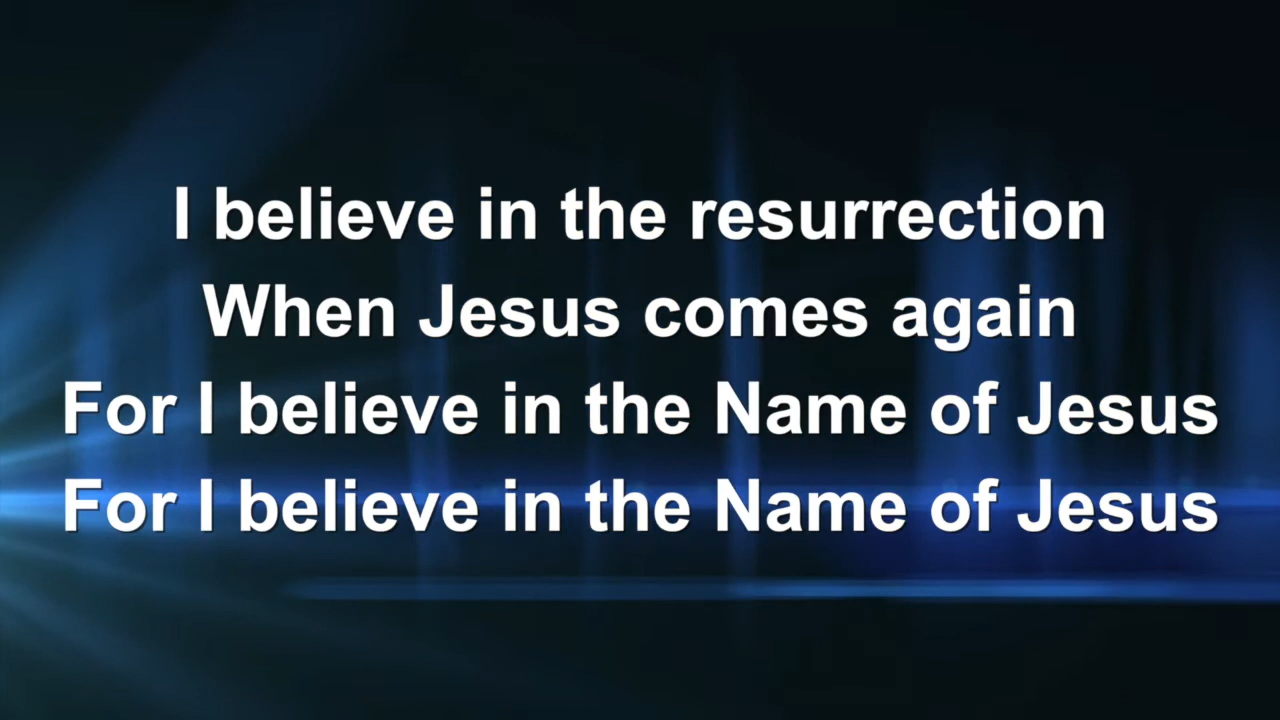 I believe in the resurrection
When Jesus comes again
For I believe in the Name of Jesus
For I believe in the Name of Jesus